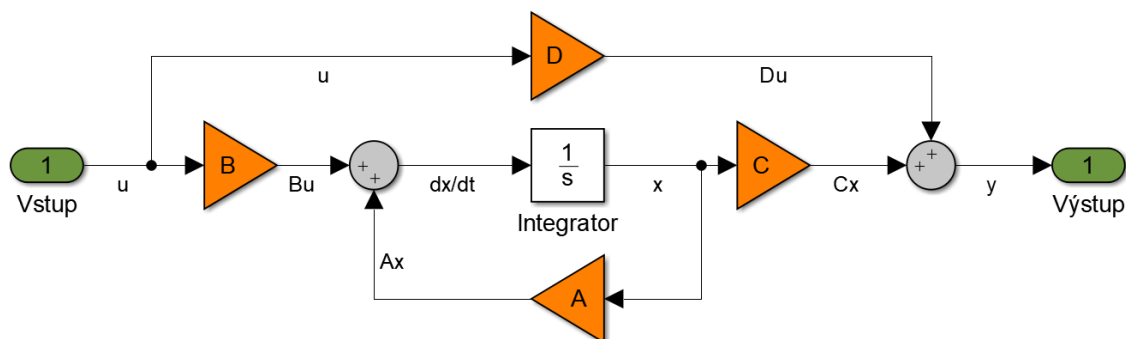 D
u
Du
1
B
+
+
1
s
C
+
+
1
u
Bu
dx/dt
x
Cx
y
Vstup
Integrator
Výstup
Ax
A